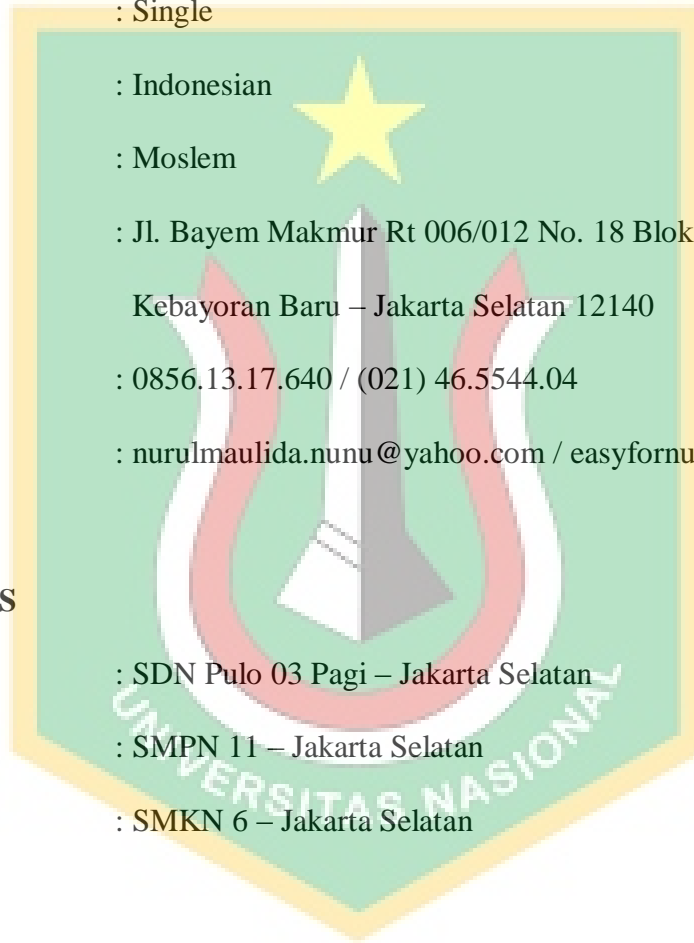 : Single
: Indonesian
: Moslem
: Jl. Bayem Makmur Rt 006/012 No. 18 Blok
Kebayoran Baru – Jakarta Selatan 12140
: 0856.13.17.640 / (021) 46.5544.04
: nurulmaulida.nunu@yahoo.com / easyfornu
S
: SDN Pulo 03 Pagi – Jakarta Selatan
: SMPN 11 – Jakarta Selatan
: SMKN 6 – Jakarta Selatan
UNIVERSITAS NASIONAL